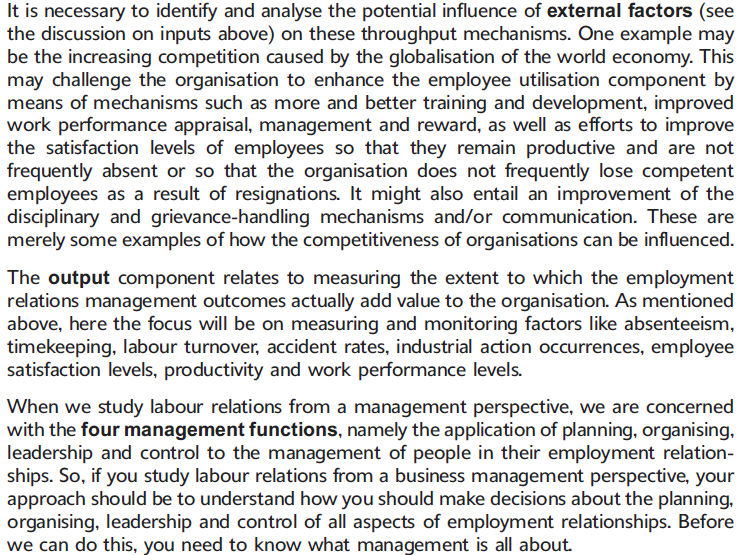 It is necessary to identify and analyse the potential influence of external factors (see
the discussion on inputs above) on these throughput mechanisms. One example may
be the increasing competition caused by the globalisation of the world economy. This
may challenge the organisation to enhance the employee utilisation component by
means of mechanisms such as more and better training and development, improved
work performance appraisal, management and reward, as well as efforts to improve
the satisfaction levels of employees so that they remain productive and are not
frequently absent or so that the organisation does not frequently lose competent
employees as a result of resignations. It might also entail an improvement of the
disciplinary and grievance-handling mechanisms and/or communication. These are
merely some examples of how the competitiveness of organisations can be influenced.
The output component relates to measuring the extent to which the employment
relations management outcomes actually add value to the organisation. As mentioned
above, here the focus will be on measuring and monitoring factors like absenteeism,
timekeeping, labour turnover, accident rates, industrial action occurrences, employee
satisfaction levels, productivity and work performance levels.
When we study labour relations from a management perspective, we are concerned
with the four management functions, namely the application of planning, organising,
leadership and control to the management of people in their employment relation-
ships. So, if you study labour relations from a business management perspective, your
approach should be to understand how you should make decisions about the planning,
organising, leadership and control of all aspects of employment relationships. Before
we can do this, you need to know what management is all about.